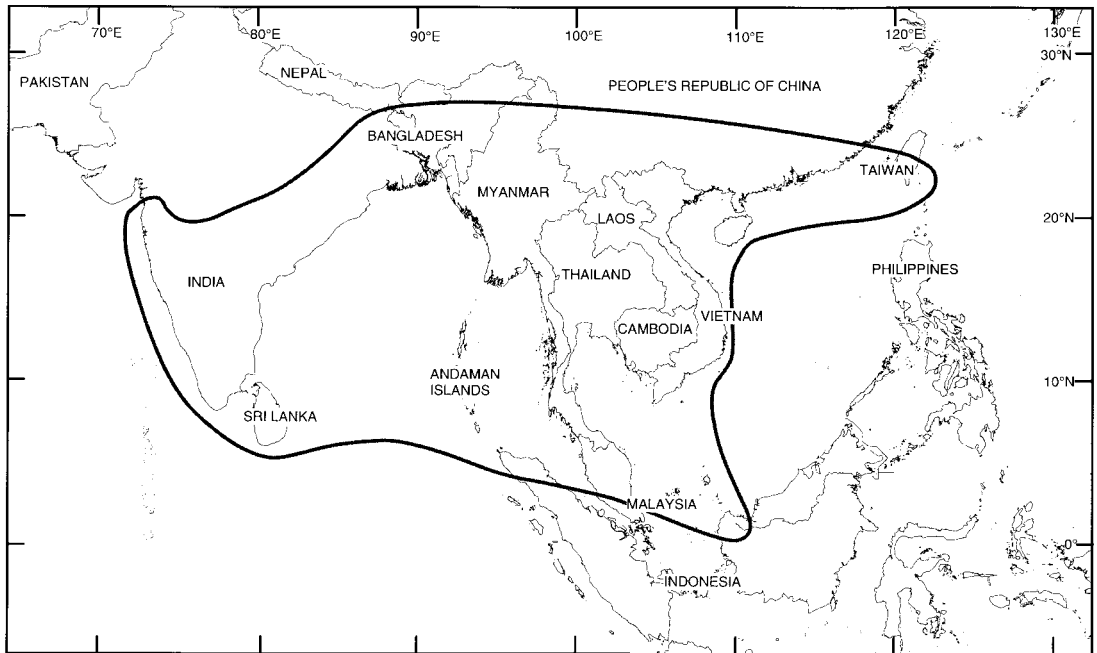 70°E
80°E
90°E
100°E
110°E
120°E
130°E
30°N
PAKISTAN
NEPAL
PEOPLE'S REPUBLIC OF CHINA
BANGLADESH
TAIWAN
MYANMAR
LAOS
20°N
INDIA
THAILAND
PHILIPPINES
VIETNAM
CAMBODIA
ANDAMAN
ISLANDS
10°N
SRI LANKA
MALAYSIA
0°
INDONESIA